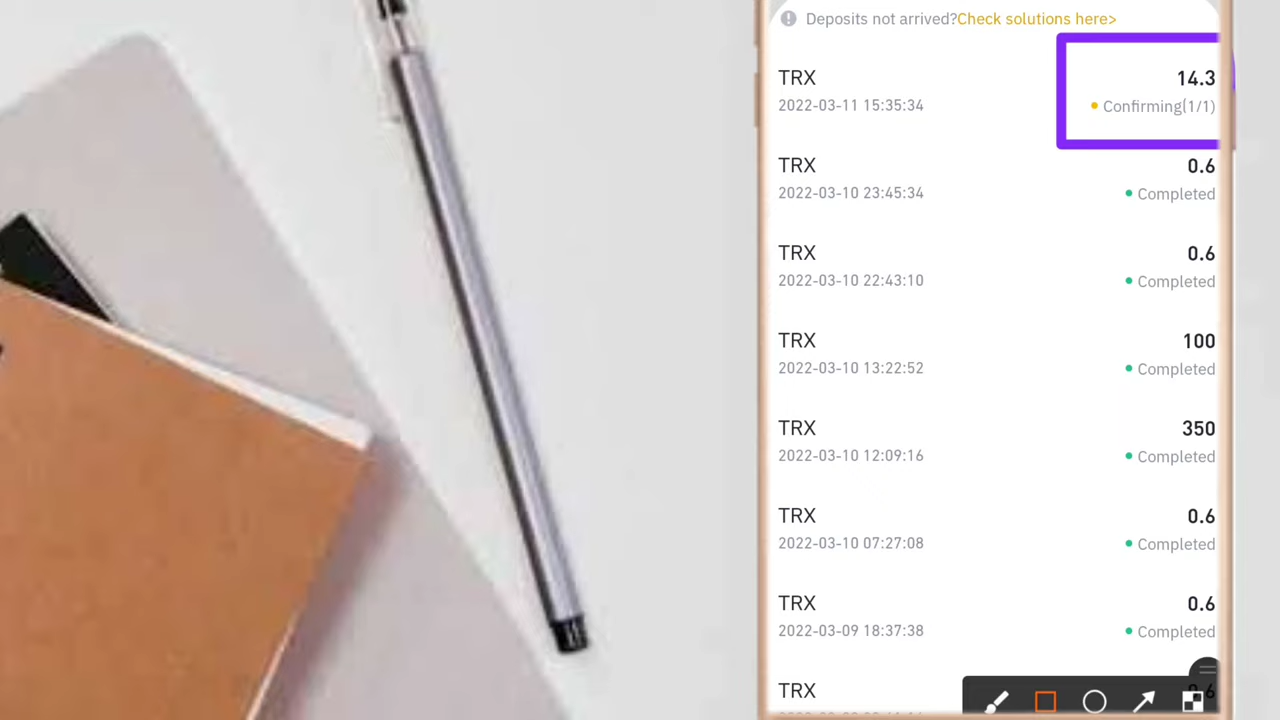 Deposits not arrived?Check solutions here>
TRX 14.3
2022-03-11 15:35:34 Confirming(1/1)
TRX 0.6
2022-03-10 23:45:34 Completed
TRX 0.6
2022-03-10 22:43:10 Completed
TRX 100
2022-03-10 13:22:52 Completed
TRX 350
2022-03-10 12:09:16 Completed
TRX 0.6
2022-03-10 07:27:08 Completed
TRX 0.6
2022-03-09 18:37:38 Completed
TRX